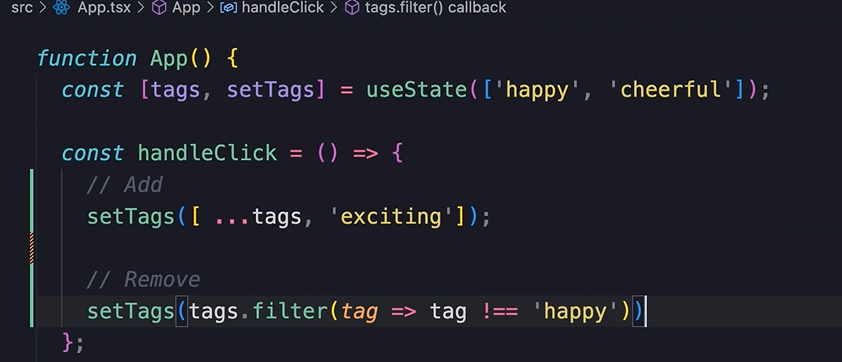 src > App.tsx > App > handleClick > tags.filter() callback
function App() {
const [tags, setTags] = useState(['happy', 'cheerful']);
const handleClick = () => {
// Add
setTags([ ...tags, 'exciting']);
// Remove
setTags(tags.filter(tag => tag !== 'happy'))
};